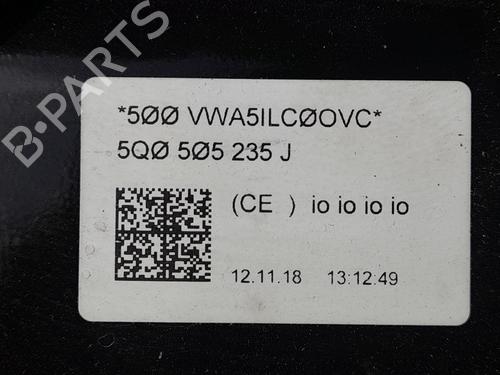 *5ØØ VWA5ILCØOVC*
5QØ 5Ø5 235 J
(CE ) io io io io
12.11.18 13:12:49
B-PARTS